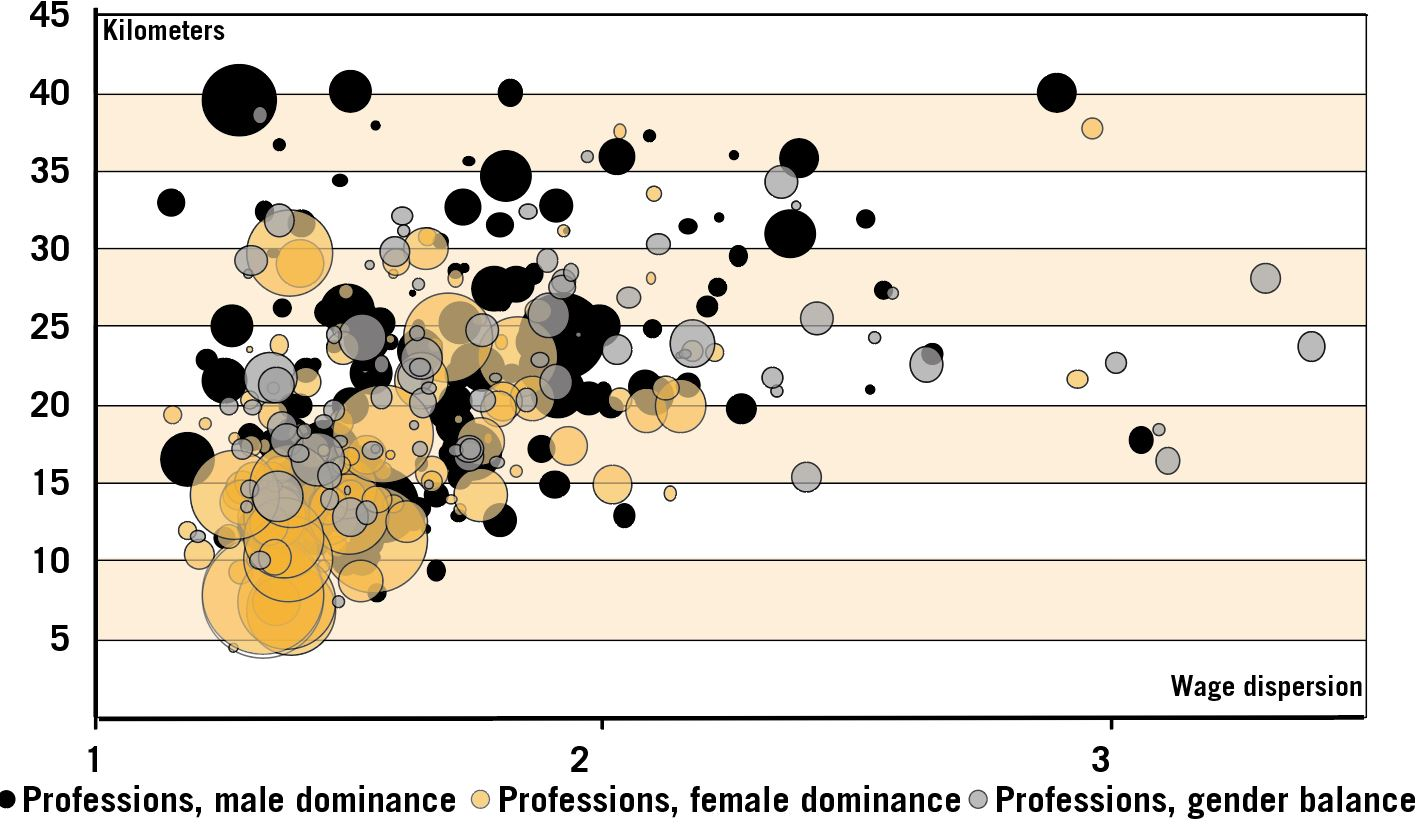 45
Kilometers
40
35
30
25
20
15
10
5
Wage dispersion
1 2 3
Professions, male dominance Professions, female dominance Professions, gender balance